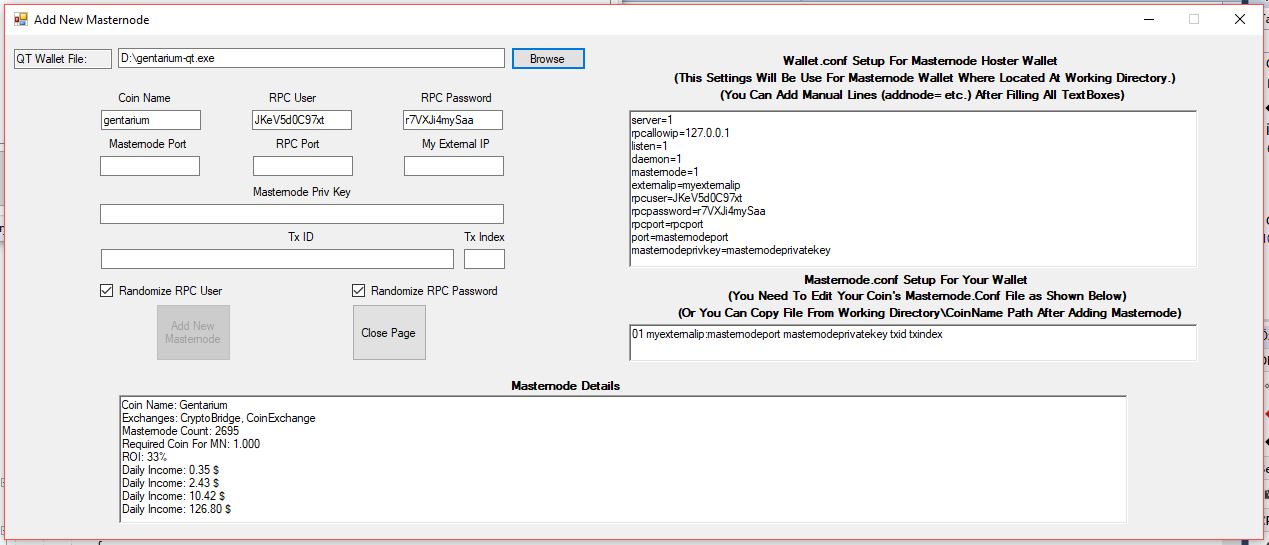 Add New Masternode
QT Wallet File:
D:\gentarium-qt.exe
Browse
Coin Name
RPC User
RPC Password
gentarium
JKeV5d0C97xt
r7VXJi4mySaa
Masternode Port
RPC Port
My External IP
Masternode Priv Key
Tx ID
Tx Index
Randomize RPC User
Randomize RPC Password
Add New
Masternode
Close Page
Wallet.conf Setup For Masternode Hoster Wallet
(This Settings Will Be Use For Masternode Wallet Where Located At Working Directory.)
(You Can Add Manual Lines (addnode= etc.) After Filling All TextBoxes)
server=1
rpcallowip=127.0.0.1
listen=1
daemon=1
masternode=1
externalip=myexternalip
rpcuser=JKeV5d0C97xt
rpcpassword=r7VXJi4mySaa
rpcport=rpcport
port=masternodeport
masternodeprivkey=masternodeprivatekey
Masternode.conf Setup For Your Wallet
(You Need To Edit Your Coin's Masternode.Conf File as Shown Below)
(Or You Can Copy File From Working Directory\CoinName Path After Adding Masternode)
01 myexternalip:masternodeport masternodeprivatekey txid txindex
Masternode Details
Coin Name: Gentarium
Exchanges: CryptoBridge, CoinExchange
Masternode Count: 2695
Required Coin For MN: 1.000
ROI: 33%
Daily Income: 0.35 $
Daily Income: 2.43 $
Daily Income: 10.42 $
Daily Income: 126.80 $